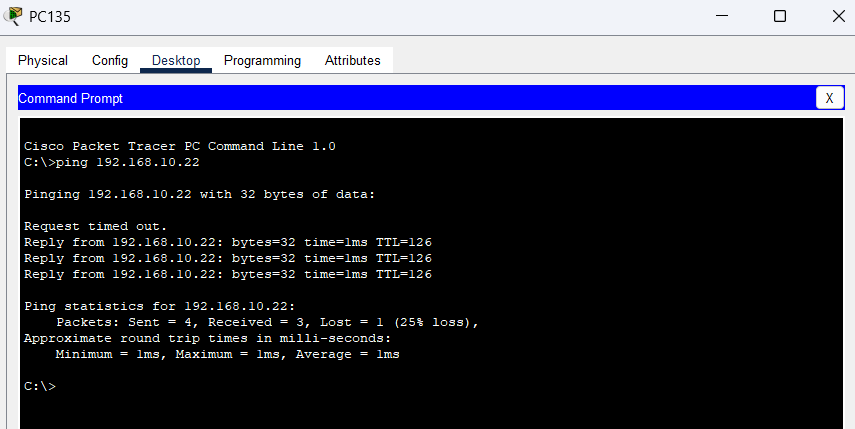 PC135
Physical Config Desktop Programming Attributes
Command Prompt X
Cisco Packet Tracer PC Command Line 1.0
C:\>ping 192.168.10.22
Pinging 192.168.10.22 with 32 bytes of data:
Request timed out.
Reply from 192.168.10.22: bytes=32 time=1ms TTL=126
Reply from 192.168.10.22: bytes=32 time=1ms TTL=126
Reply from 192.168.10.22: bytes=32 time=1ms TTL=126
Ping statistics for 192.168.10.22:
Packets: Sent = 4, Received = 3, Lost = 1 (25% loss),
Approximate round trip times in milli-seconds:
Minimum = 1ms, Maximum = 1ms, Average = 1ms
C:\>